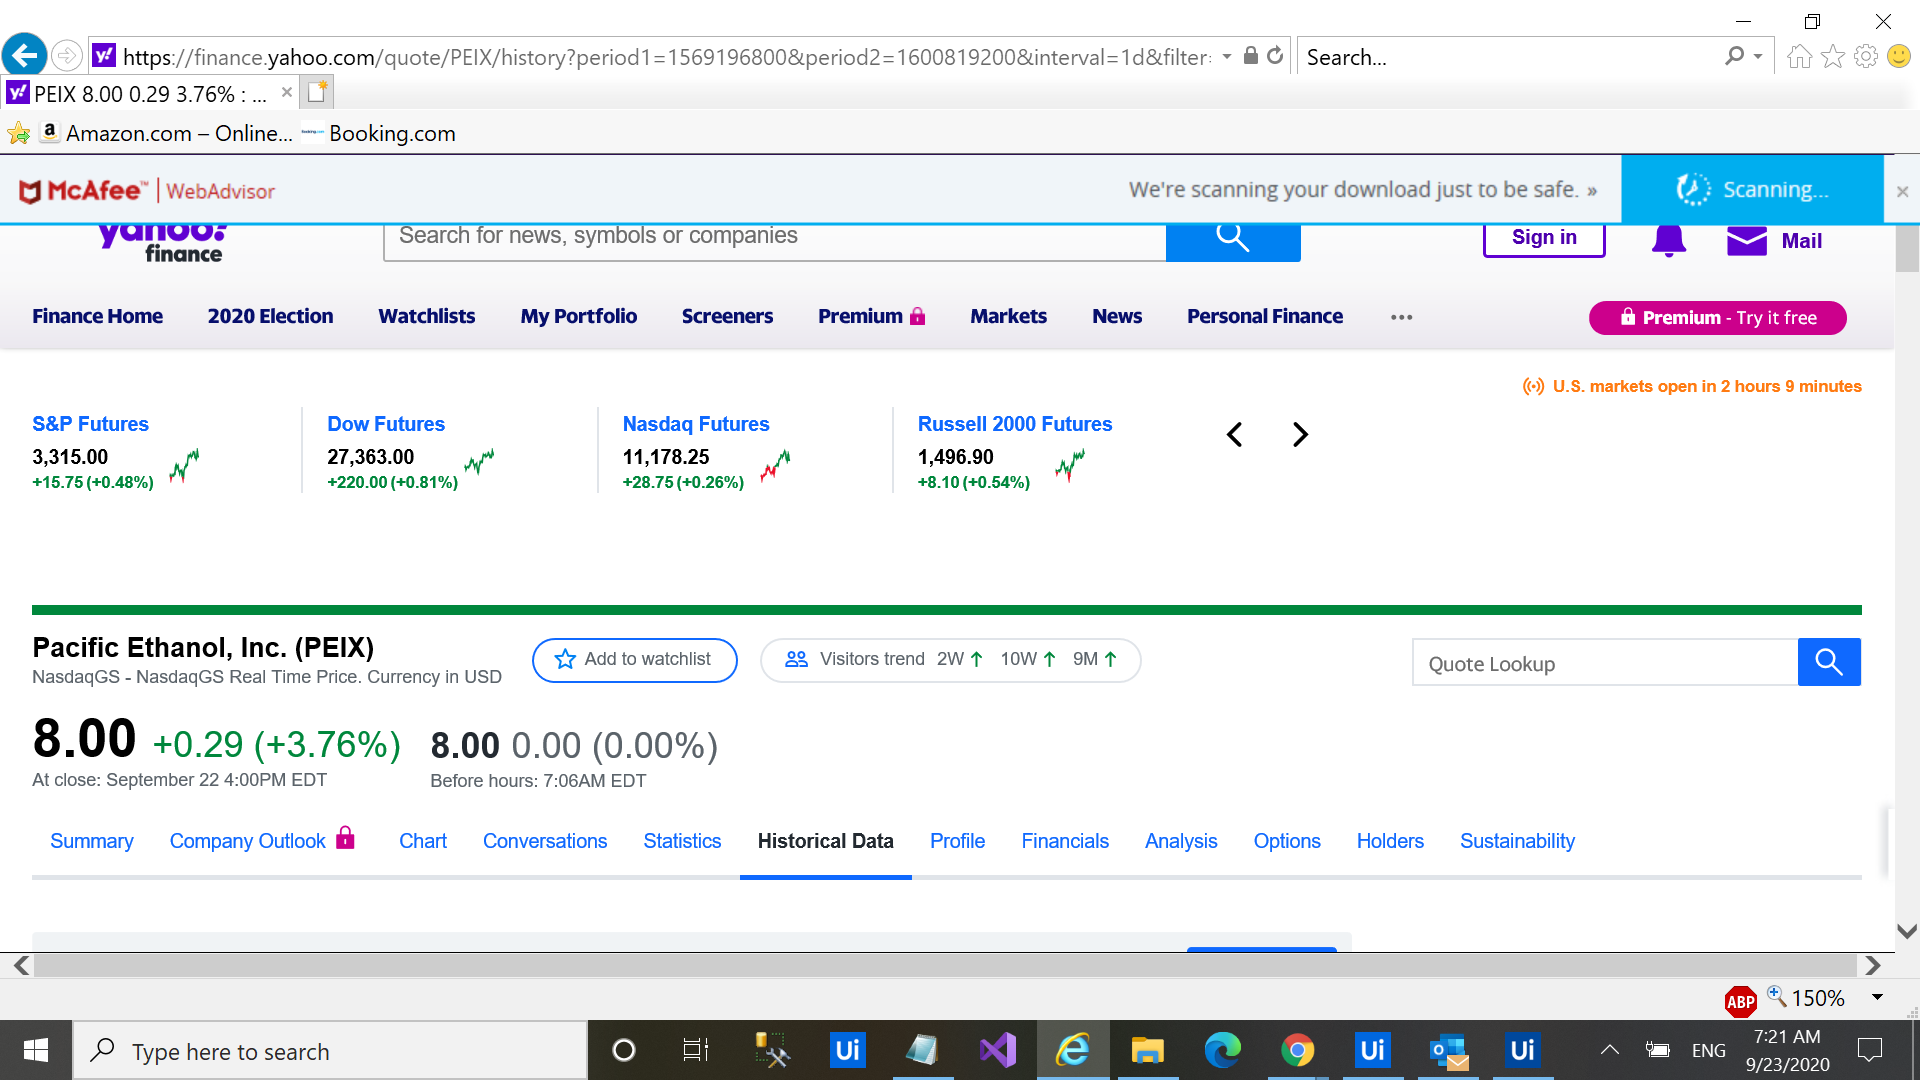 https://finance.yahoo.com/quote/PEIX/history?period1=1569196800&period2=1600819200&interval=1d&filter=
Search...
PEIX 8.00 0.29 3.76% : ...
Amazon.com – Online...
Booking.com
McAfee™ | WebAdvisor
We're scanning your download just to be safe. »
Scanning...
yahoo!
finance
Search for news, symbols or companies
Sign in
Mail
Finance Home
2020 Election
Watchlists
My Portfolio
Screeners
Premium
Markets
News
Personal Finance
Premium - Try it free
U.S. markets open in 2 hours 9 minutes
S&P Futures
3,315.00
+15.75 (+0.48%)
Dow Futures
27,363.00
+220.00 (+0.81%)
Nasdaq Futures
11,178.25
+28.75 (+0.26%)
Russell 2000 Futures
1,496.90
+8.10 (+0.54%)
Pacific Ethanol, Inc. (PEIX)
NasdaqGS - NasdaqGS Real Time Price. Currency in USD
Add to watchlist
Visitors trend 2W ↑ 10W ↑ 9M ↑
Quote Lookup
8.00 +0.29 (+3.76%)
At close: September 22 4:00PM EDT
8.00 0.00 (0.00%)
Before hours: 7:06AM EDT
Summary
Company Outlook
Chart
Conversations
Statistics
Historical Data
Profile
Financials
Analysis
Options
Holders
Sustainability
ABP
150%
Type here to search
Ui
Ui
Ui
ENG
7:21 AM
9/23/2020